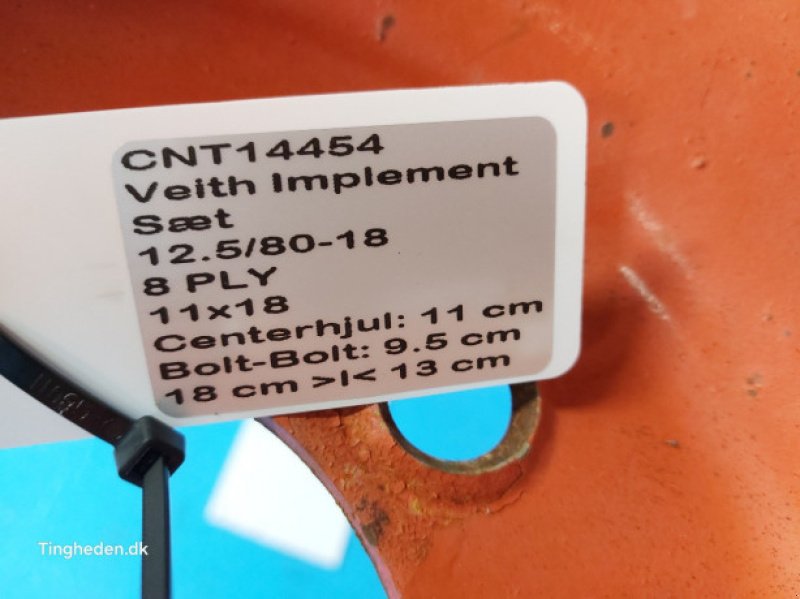 CNT14454
Veith Implement
Sæt
12.5/80-18
8 PLY
11x18
Centerhjul: 11 cm
Bolt-Bolt: 9.5 cm
18 cm >I< 13 cm
Tingheden.dk